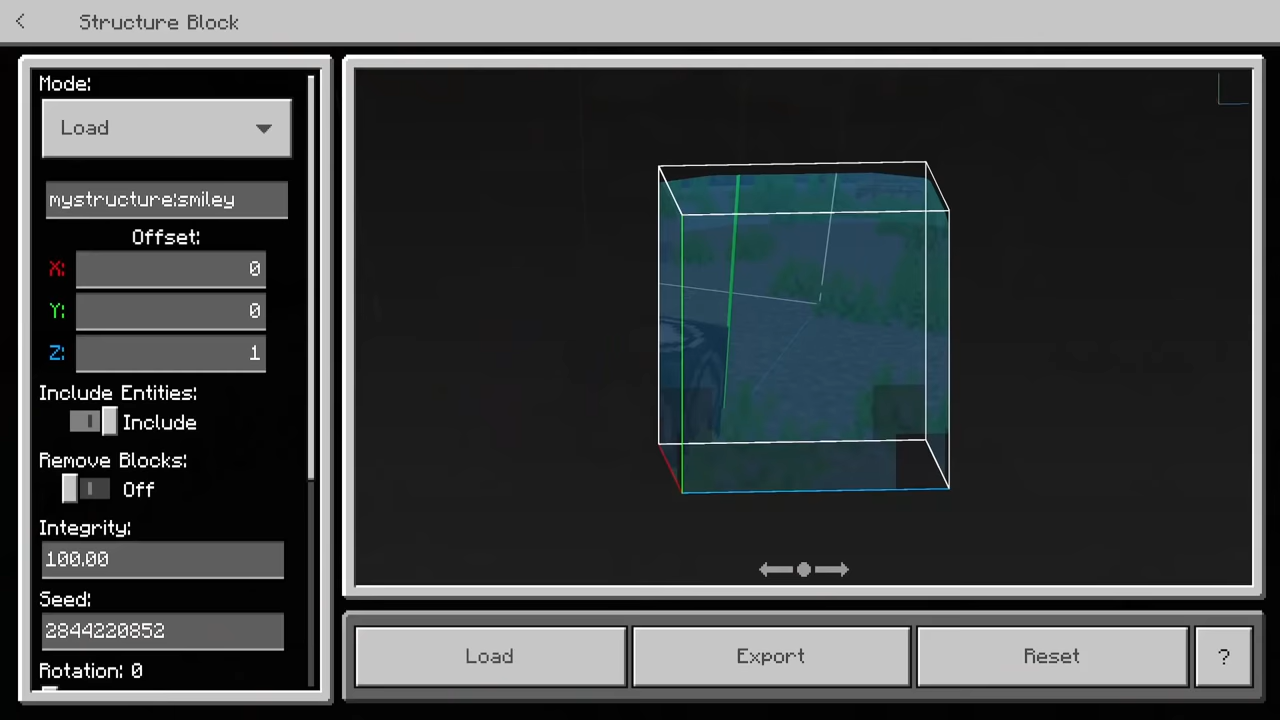 Structure Block
Mode:
Load
mystructure:smiley
Offset:
X: 0
Y: 0
Z: 1
Include Entities:
Include
Remove Blocks:
Off
Integrity:
100.00
Seed:
2844220852
Rotation: 0
Load
Export
Reset
?